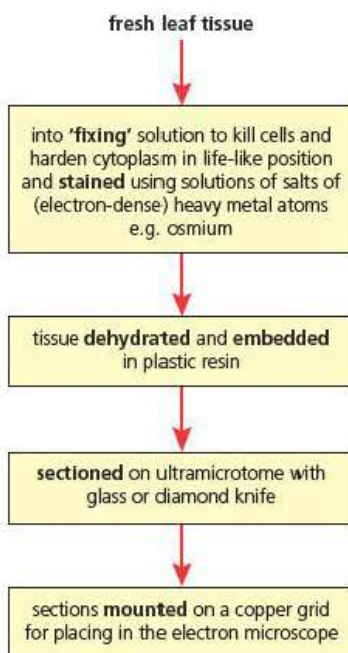 fresh leaf tissue
into ‘fixing’ solution to kill cells and
harden cytoplasm in life-like position
and stained using solutions of salts of
(electron-dense) heavy metal atoms
e.g. osmium
tissue dehydrated and embedded
in plastic resin
sectioned on ultramicrotome with
glass or diamond knife
sections mounted on a copper grid
for placing in the electron microscope